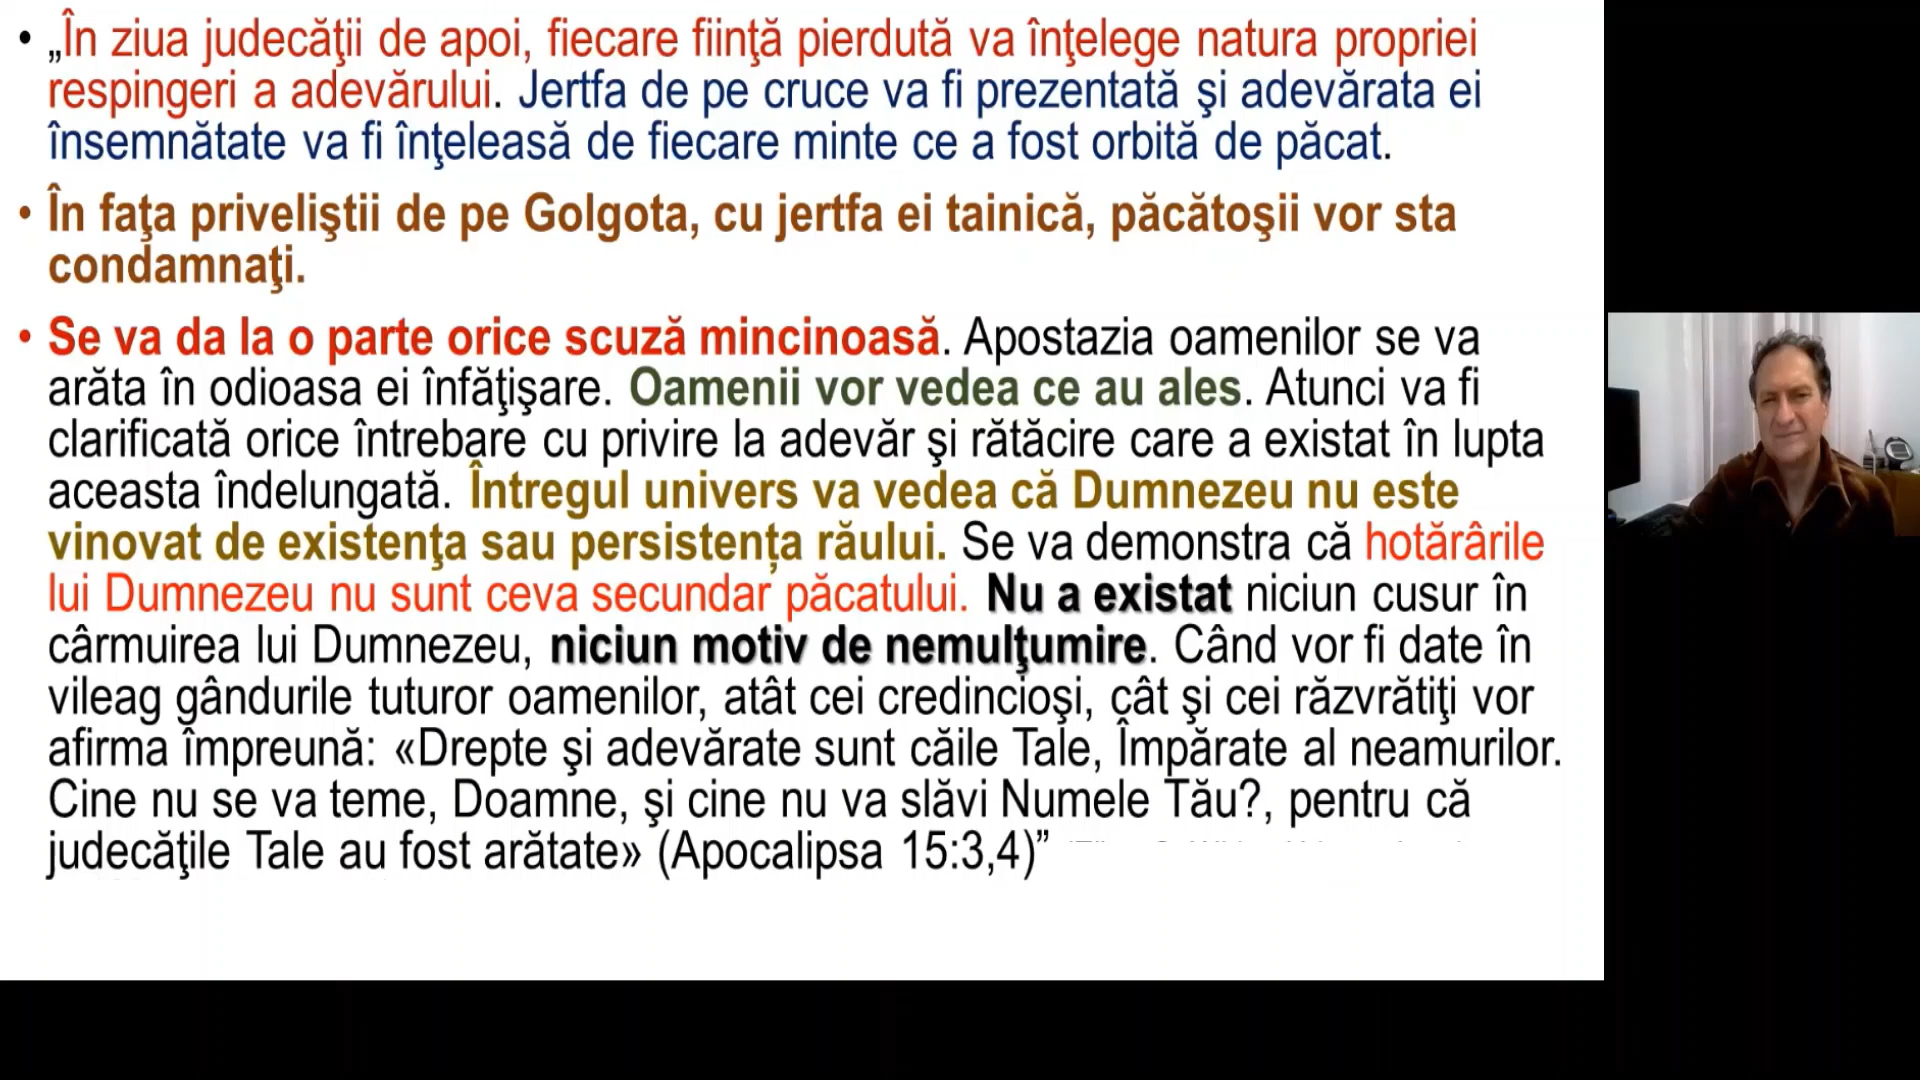 • „În ziua judecăţii de apoi, fiecare fiinţă pierdută va înţelege natura propriei
respingeri a adevărului. Jertfa de pe cruce va fi prezentată şi adevărata ei
însemnătate va fi înţeleasă de fiecare minte ce a fost orbită de păcat.
• În faţa priveliştii de pe Golgota, cu jertfa ei tainică, păcătoşii vor sta
condamnaţi.
• Se va da la o parte orice scuză mincinoasă. Apostazia oamenilor se va
arăta în odioasa ei înfăţişare. Oamenii vor vedea ce au ales. Atunci va fi
clarificată orice întrebare cu privire la adevăr şi rătăcire care a existat în lupta
aceasta îndelungată. Întregul univers va vedea că Dumnezeu nu este
vinovat de existenţa sau persistența răului. Se va demonstra că hotărârile
lui Dumnezeu nu sunt ceva secundar păcatului. Nu a existat niciun cusur în
cârmuirea lui Dumnezeu, niciun motiv de nemulţumire. Când vor fi date în
vileag gândurile tuturor oamenilor, atât cei credincioşi, cât şi cei răzvrătiţi vor
afirma împreună: «Drepte şi adevărate sunt căile Tale, Împărate al neamurilor.
Cine nu se va teme, Doamne, şi cine nu va slăvi Numele Tău?, pentru că
judecăţile Tale au fost arătate» (Apocalipsa 15:3,4)”